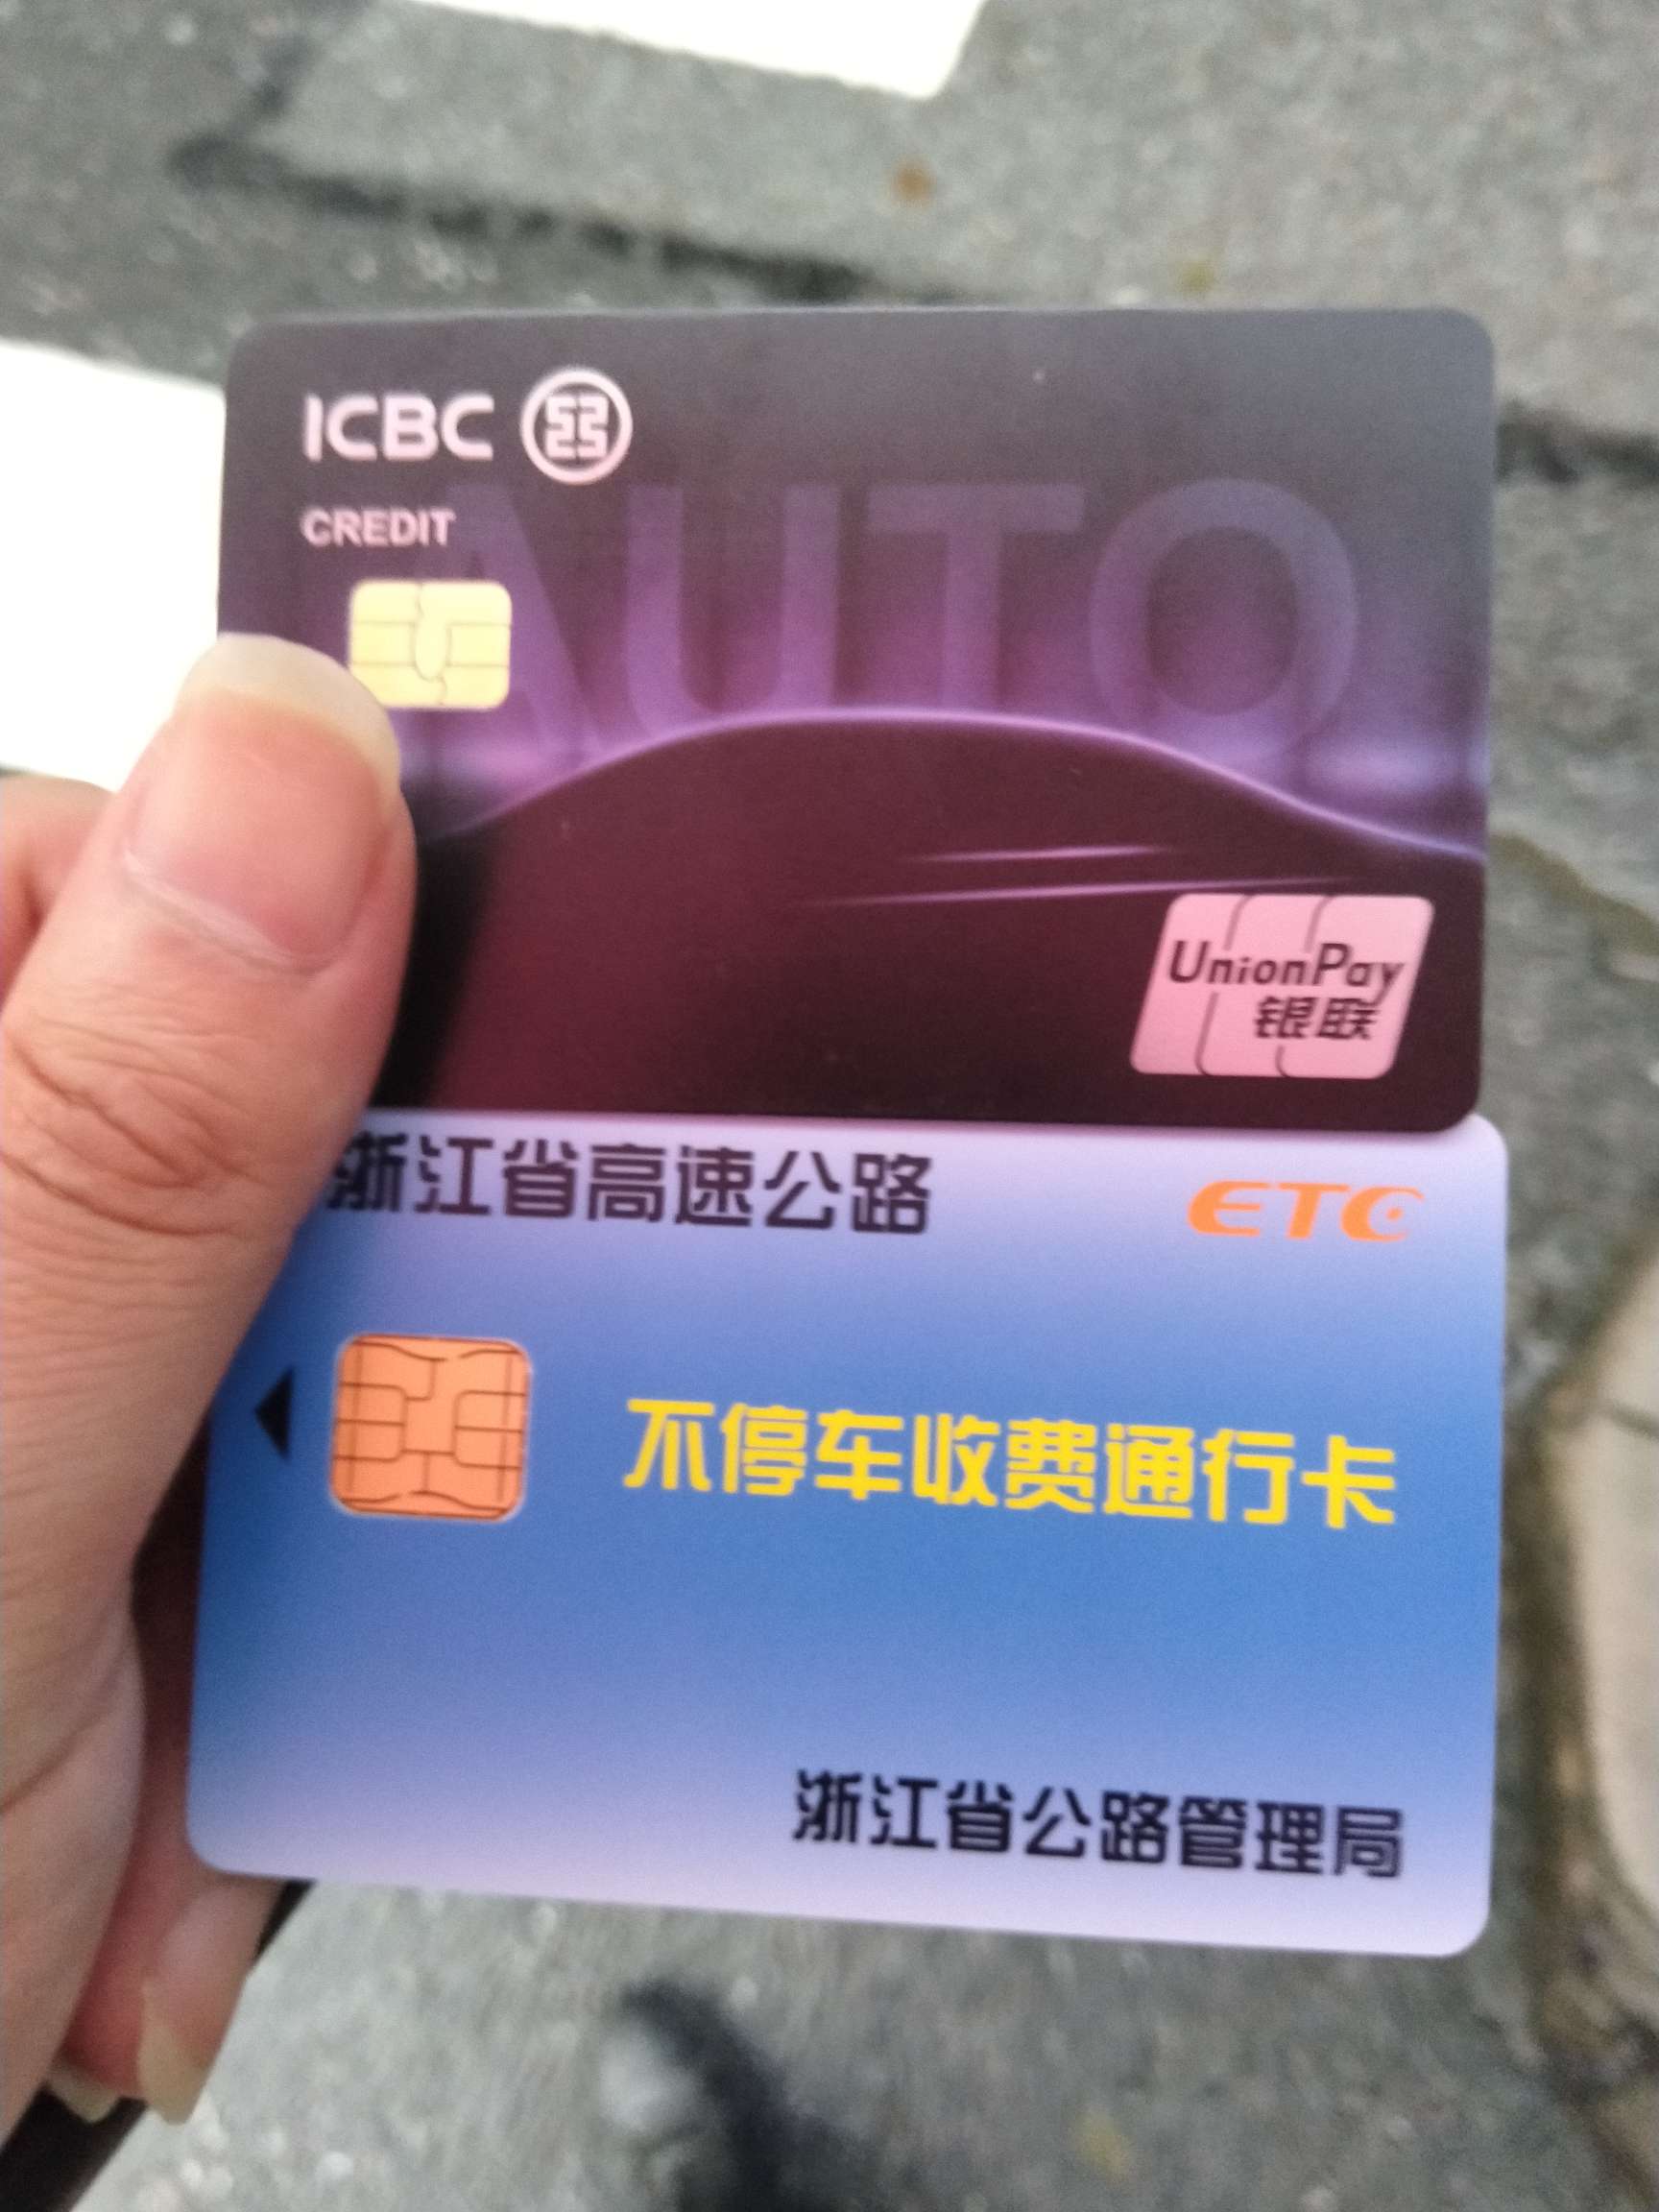 ICBC
CREDIT
AUTO
UnionPay
银联
浙江省高速公路
ETC
不停车收费通行卡
浙江省公路管理局